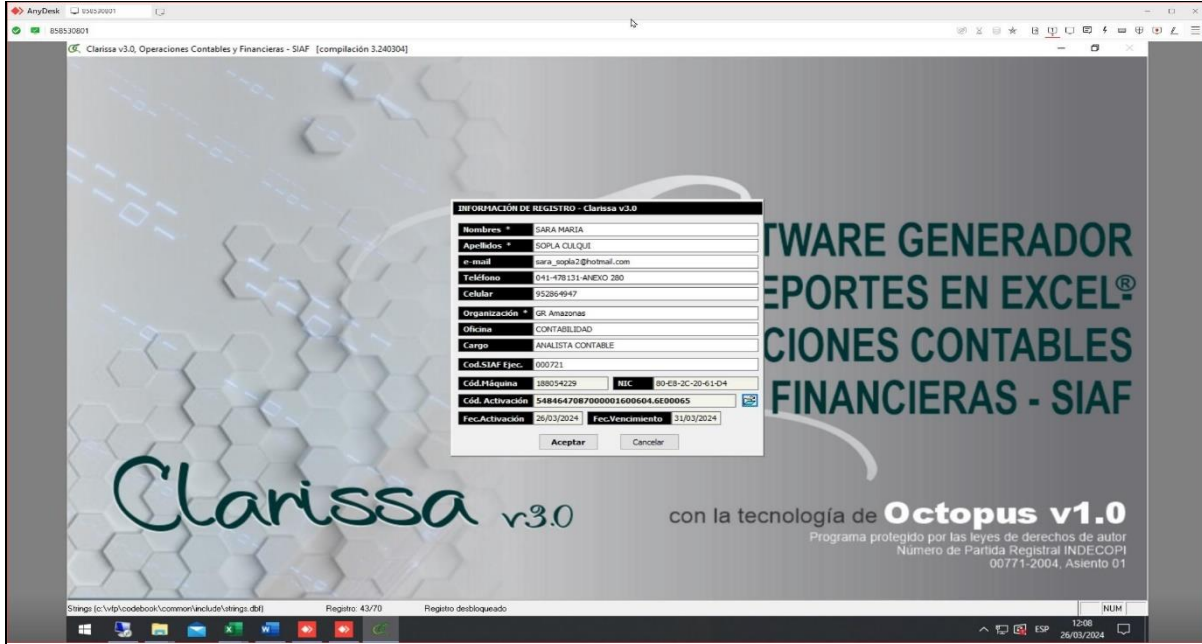 AnyDesk 858530801
858530801
Clarissa v3.0, Operaciones Contables y Financieras - SIAF [compilación 3.240304]
INFORMACIÓN DE REGISTRO - Clarissa v3.0
Nombres * SARA MARIA
Apellidos * SOPLA CULQUI
e-mail sara_sopla2@hotmail.com
Teléfono 041-478131-ANEXO 280
Celular 952864947
Organización * GR Amazonas
Oficina CONTABILIDAD
Cargo ANALISTA CONTABLE
Cod.SIAF Ejec. 000721
Cód.Máquina 188054229 NIC 80-E8-2C-20-61-D4
Cód. Activación 5484647087000001600604.6E00065
Fec.Activación 26/03/2024 Fec.Vencimiento 31/03/2024
Aceptar Cancelar
TWARE GENERADOR
EPORTES EN EXCEL®
CIONES CONTABLES
FINANCIERAS - SIAF
Clarissa v3.0
con la tecnología de Octopus v1.0
Programa protegido por las leyes de derechos de autor
Número de Partida Registral INDECOPI
00771-2004, Asiento 01
Strings (c:\vfp\codebook\common\include\strings.dbf) Registro: 43/70 Registro desbloqueado NUM
ESP 12:08
26/03/2024